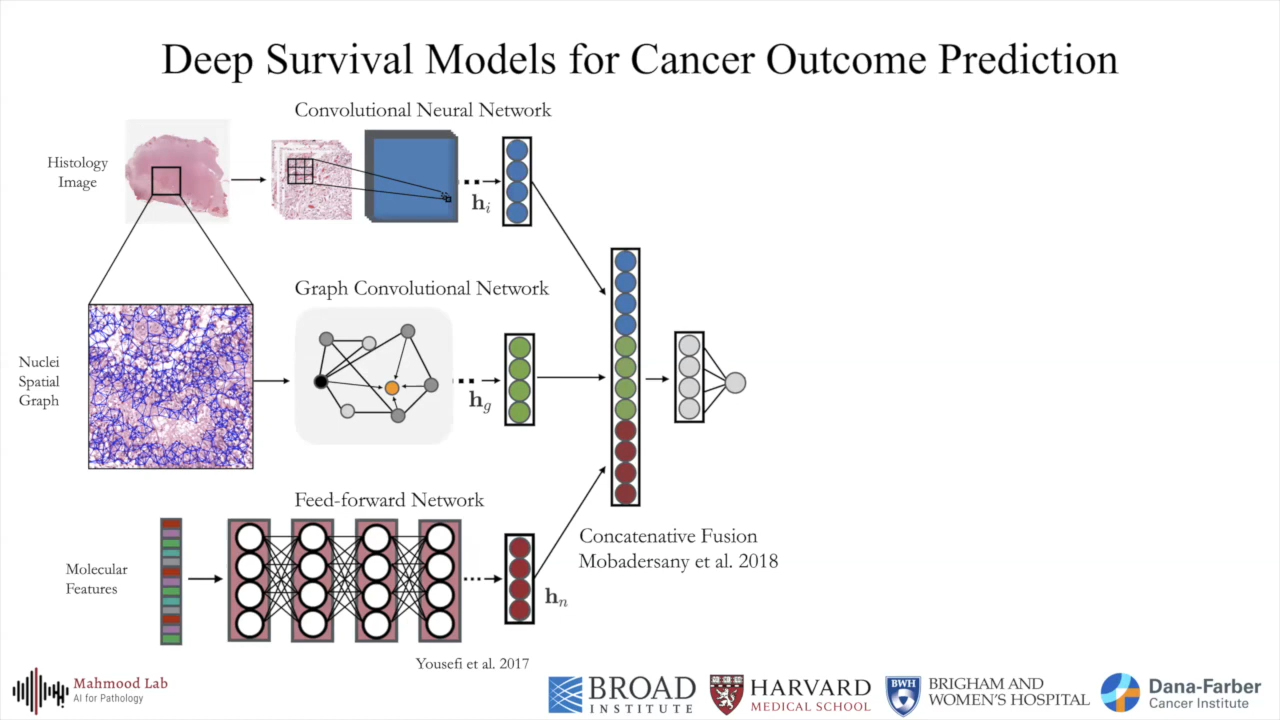 Deep Survival Models for Cancer Outcome Prediction
Convolutional Neural Network
Histology
Image
h_i
Graph Convolutional Network
Nuclei
Spatial
Graph
h_g
Feed-forward Network
Molecular
Features
h_n
Concatenative Fusion
Mobadersany et al. 2018
Yousefi et al. 2017
Mahmood Lab
AI for Pathology
BROAD
INSTITUTE
HARVARD
MEDICAL SCHOOL
BWH
BRIGHAM AND
WOMEN'S HOSPITAL
Dana-Farber
Cancer Institute